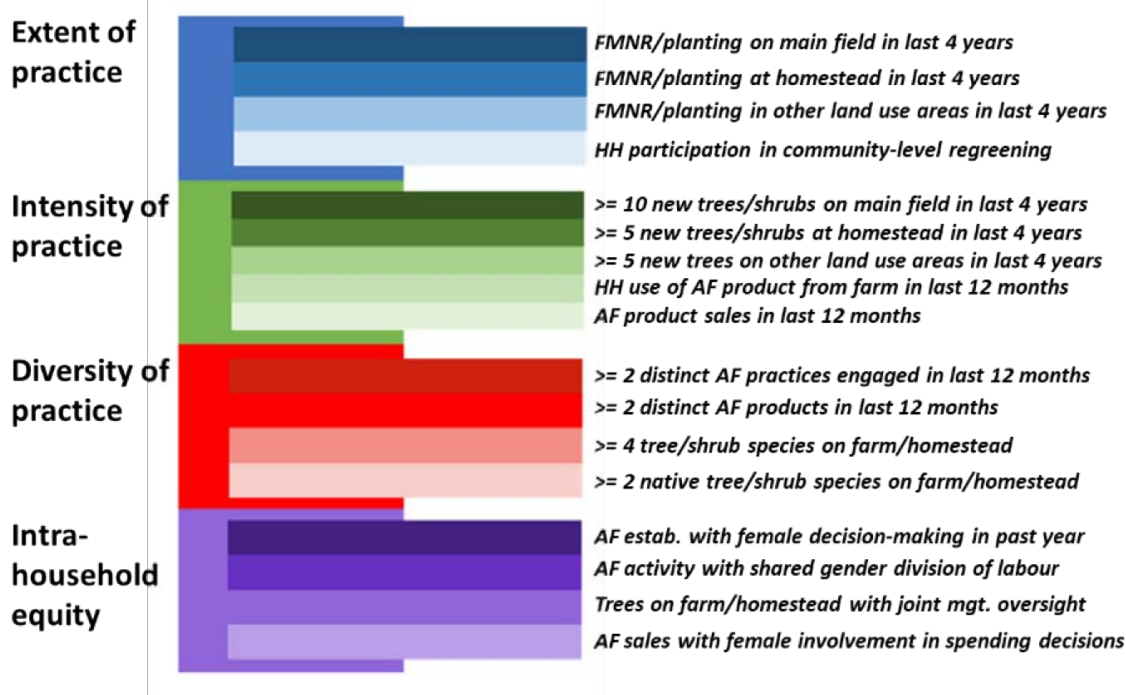 Extent of
practice
FMNR/planting on main field in last 4 years
FMNR/planting at homestead in last 4 years
FMNR/planting in other land use areas in last 4 years
HH participation in community-level regreening
Intensity of
practice
>= 10 new trees/shrubs on main field in last 4 years
>= 5 new trees/shrubs at homestead in last 4 years
>= 5 new trees on other land use areas in last 4 years
HH use of AF product from farm in last 12 months
AF product sales in last 12 months
Diversity of
practice
>= 2 distinct AF practices engaged in last 12 months
>= 2 distinct AF products in last 12 months
>= 4 tree/shrub species on farm/homestead
>= 2 native tree/shrub species on farm/homestead
Intra-
household
equity
AF estab. with female decision-making in past year
AF activity with shared gender division of labour
Trees on farm/homestead with joint mgt. oversight
AF sales with female involvement in spending decisions